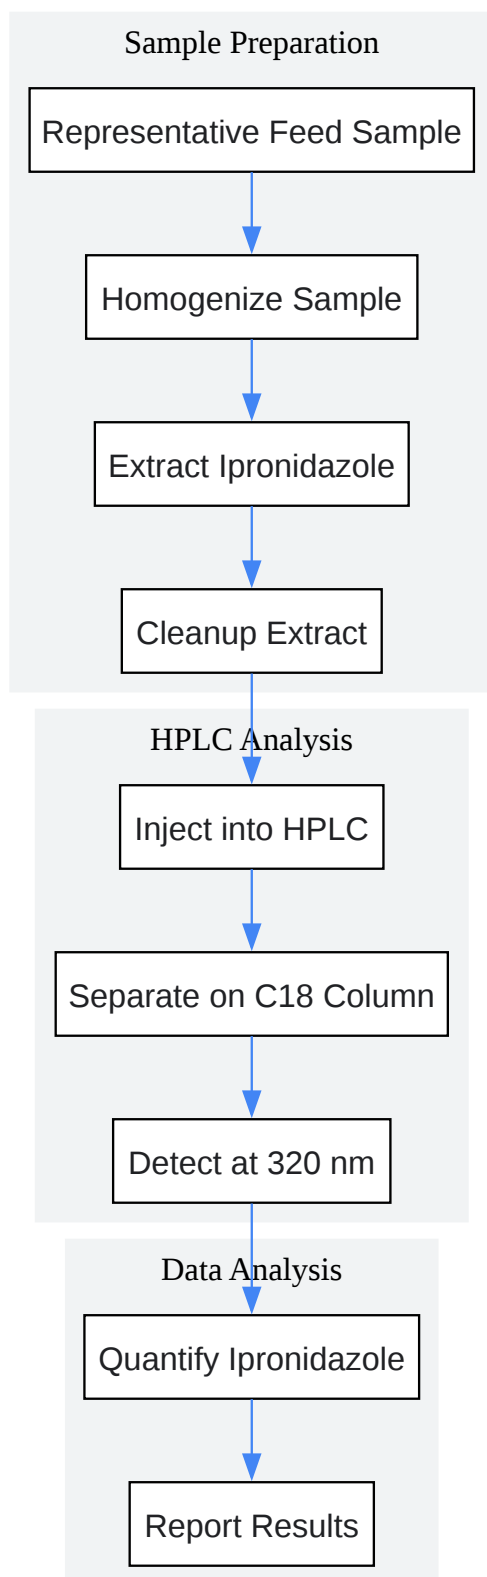 Sample Preparation
Representative Feed Sample
Homogenize Sample
Extract Ipronidazole
Cleanup Extract
HPLC Analysis
Inject into HPLC
Separate on C18 Column
Detect at 320 nm
Data Analysis
Quantify Ipronidazole
Report Results